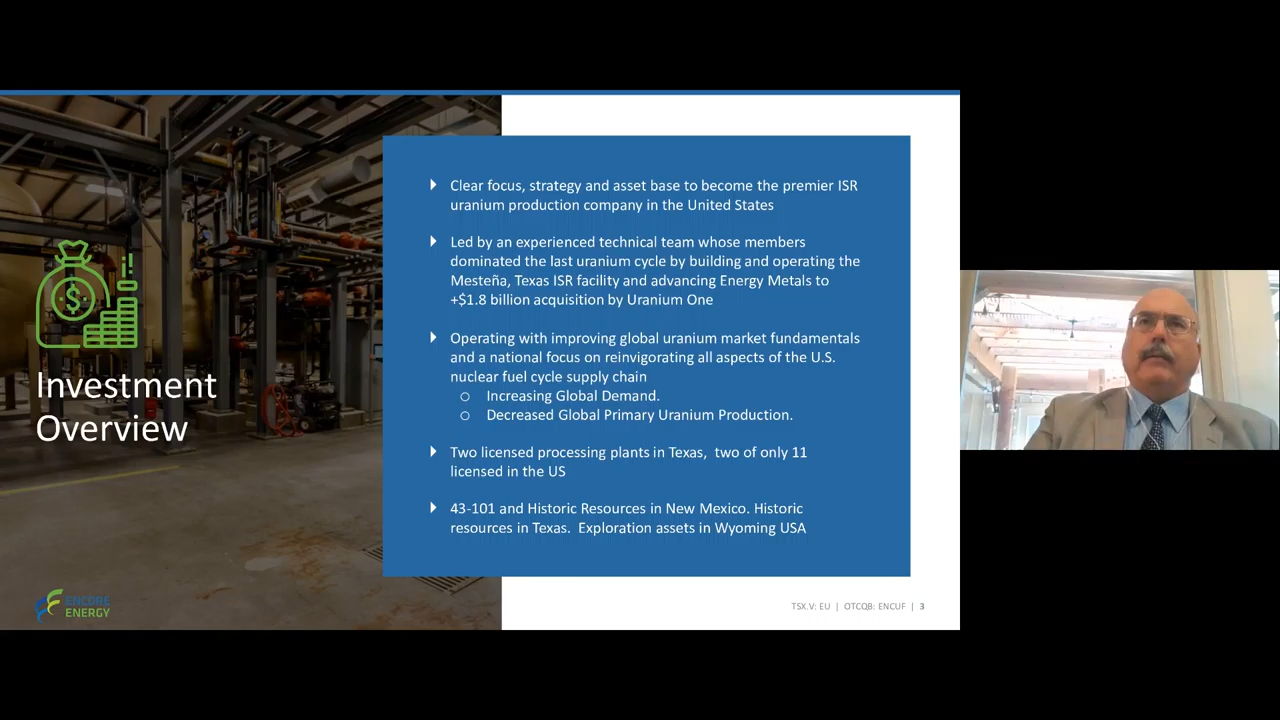 Investment
Overview
Clear focus, strategy and asset base to become the premier ISR
uranium production company in the United States
Led by an experienced technical team whose members
dominated the last uranium cycle by building and operating the
Mesteña, Texas ISR facility and advancing Energy Metals to
+$1.8 billion acquisition by Uranium One
Operating with improving global uranium market fundamentals
and a national focus on reinvigorating all aspects of the U.S.
nuclear fuel cycle supply chain
Increasing Global Demand.
Decreased Global Primary Uranium Production.
Two licensed processing plants in Texas, two of only 11
licensed in the US
43-101 and Historic Resources in New Mexico. Historic
resources in Texas. Exploration assets in Wyoming USA
ENCORE
ENERGY
TSX.V: EU | OTCQB: ENCUF | 3